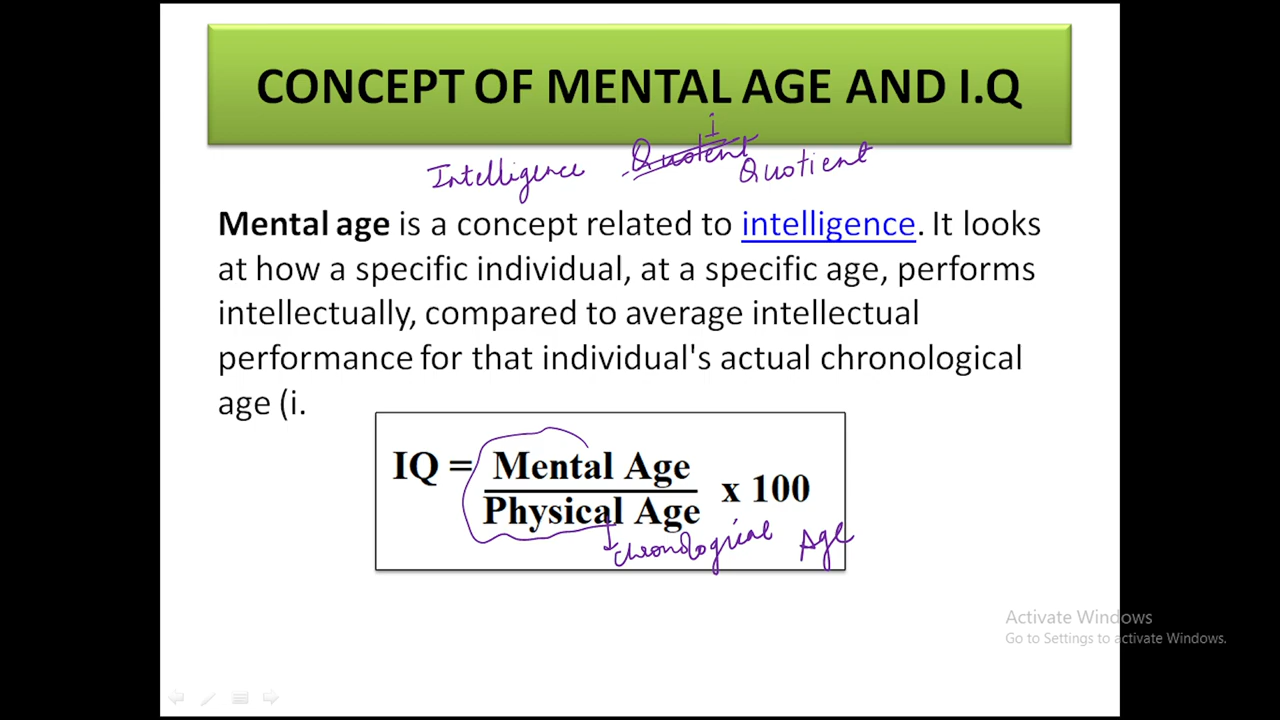 CONCEPT OF MENTAL AGE AND I.Q
i
Intelligence Quotent Quotient
Mental age is a concept related to intelligence. It looks
at how a specific individual, at a specific age, performs
intellectually, compared to average intellectual
performance for that individual's actual chronological
age (i.
IQ = Mental Age
Physical Age
x 100
chronological Age
Activate Windows
Go to Settings to activate Windows.